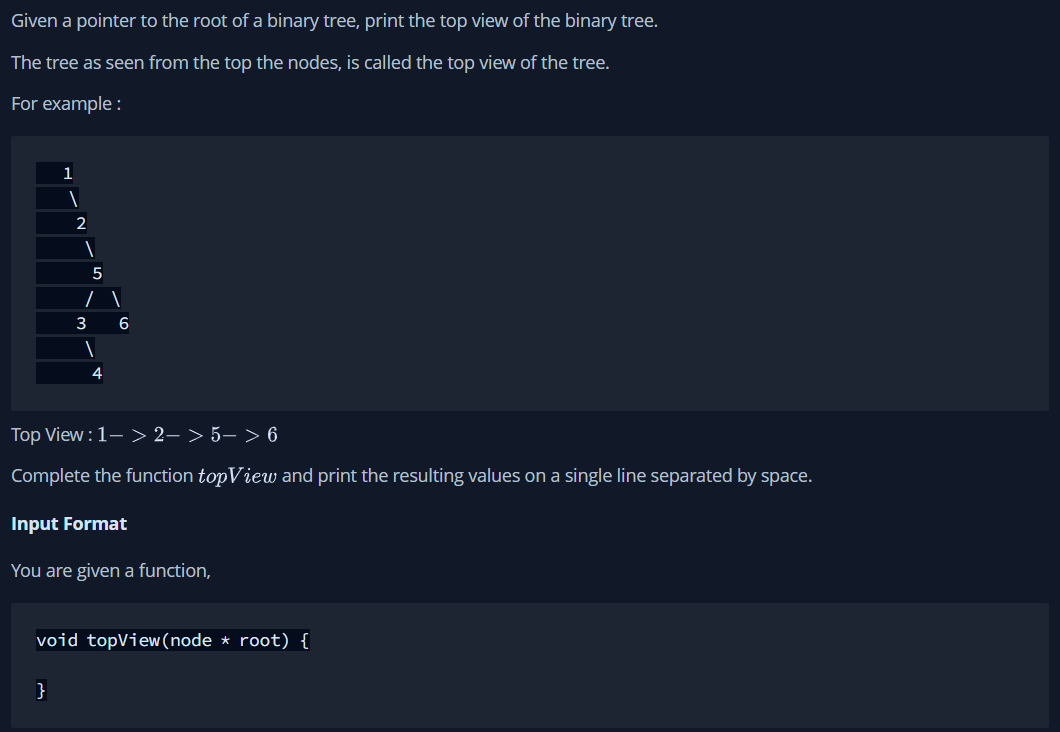 Given a pointer to the root of a binary tree, print the top view of the binary tree.
The tree as seen from the top the nodes, is called the top view of the tree.
For example :
1
\
2
\
5
/ \
3 6
\
4
Top View : 1− > 2− > 5− > 6
Complete the function topView and print the resulting values on a single line separated by space.
Input Format
You are given a function,
void topView(node * root) {
}